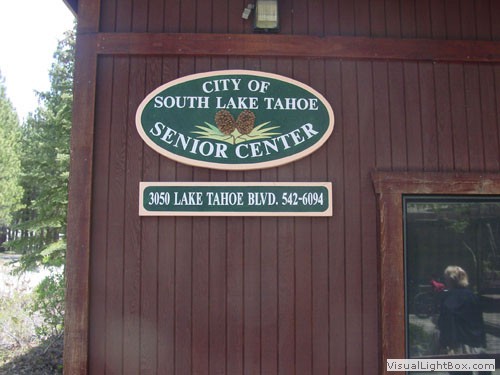 CITY OF
SOUTH LAKE TAHOE
SENIOR CENTER
3050 LAKE TAHOE BLVD. 542-6094
VisualLightBox.com